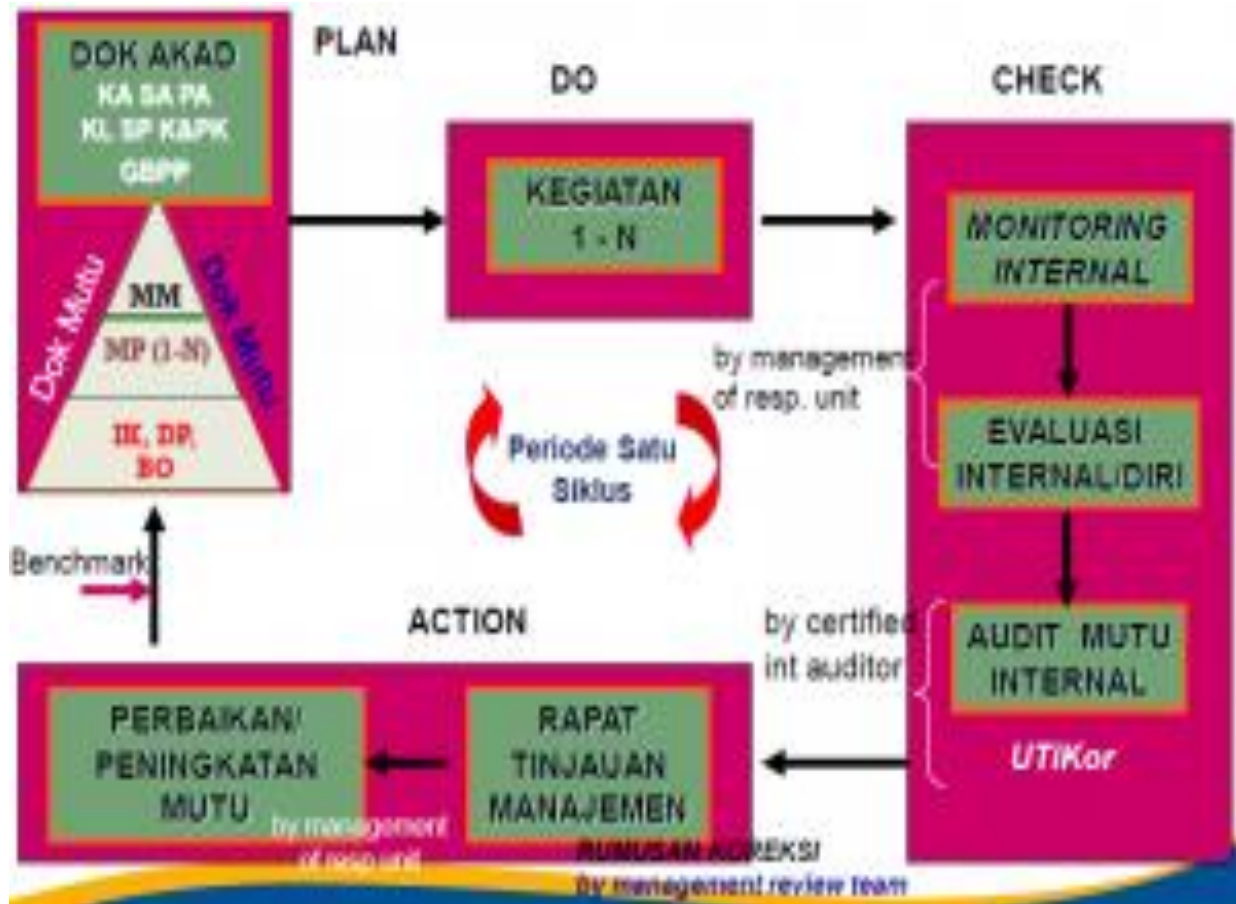 PLAN
DOK AKAD
KA SA PA
KL SP K&PK
GBPP
Dok Mutu
Dok Mutu
MM
MP (1-N)
IK, DP,
BO
Benchmark
DO
KEGIATAN
1 - N
CHECK
MONITORING
INTERNAL
by management
of resp. unit
EVALUASI
INTERNAL/DIRI
Periode Satu
Siklus
by certified
int auditor
AUDIT MUTU
INTERNAL
UTIKor
ACTION
RAPAT
TINJAUAN
MANAJEMEN
RUMUSAN KOREKSI
by management review team
PERBAIKAN/
PENINGKATAN
MUTU
by management
of resp unit